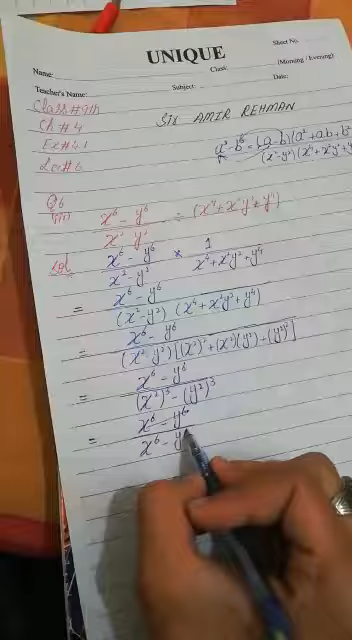 UNIQUE
Sheet No.
Name: Class: (Morning / Evening)
Teacher's Name: Subject: Date:
Class#9th
Ch#4
Ex#4.1
Lec#6
Sir AMIR REHMAN
a³-b³=(a-b)(a²+ab+b²
(x²-y²)(x⁴+x²y²+y⁴
Q6
x⁶-y⁶/x²-y² ÷ (x⁴+x²y²+y⁴)
Sol x⁶-y⁶/x²-y² × 1/x⁴+x²y²+y⁴
= x⁶-y⁶/(x²-y²)(x⁴+x²y²+y⁴)
= x⁶-y⁶/(x²-y²)[(x²)²+(x²)(y²)+(y²)²]
= x⁶-y⁶/(x²)³-(y²)³
= x⁶-y⁶/x⁶-y